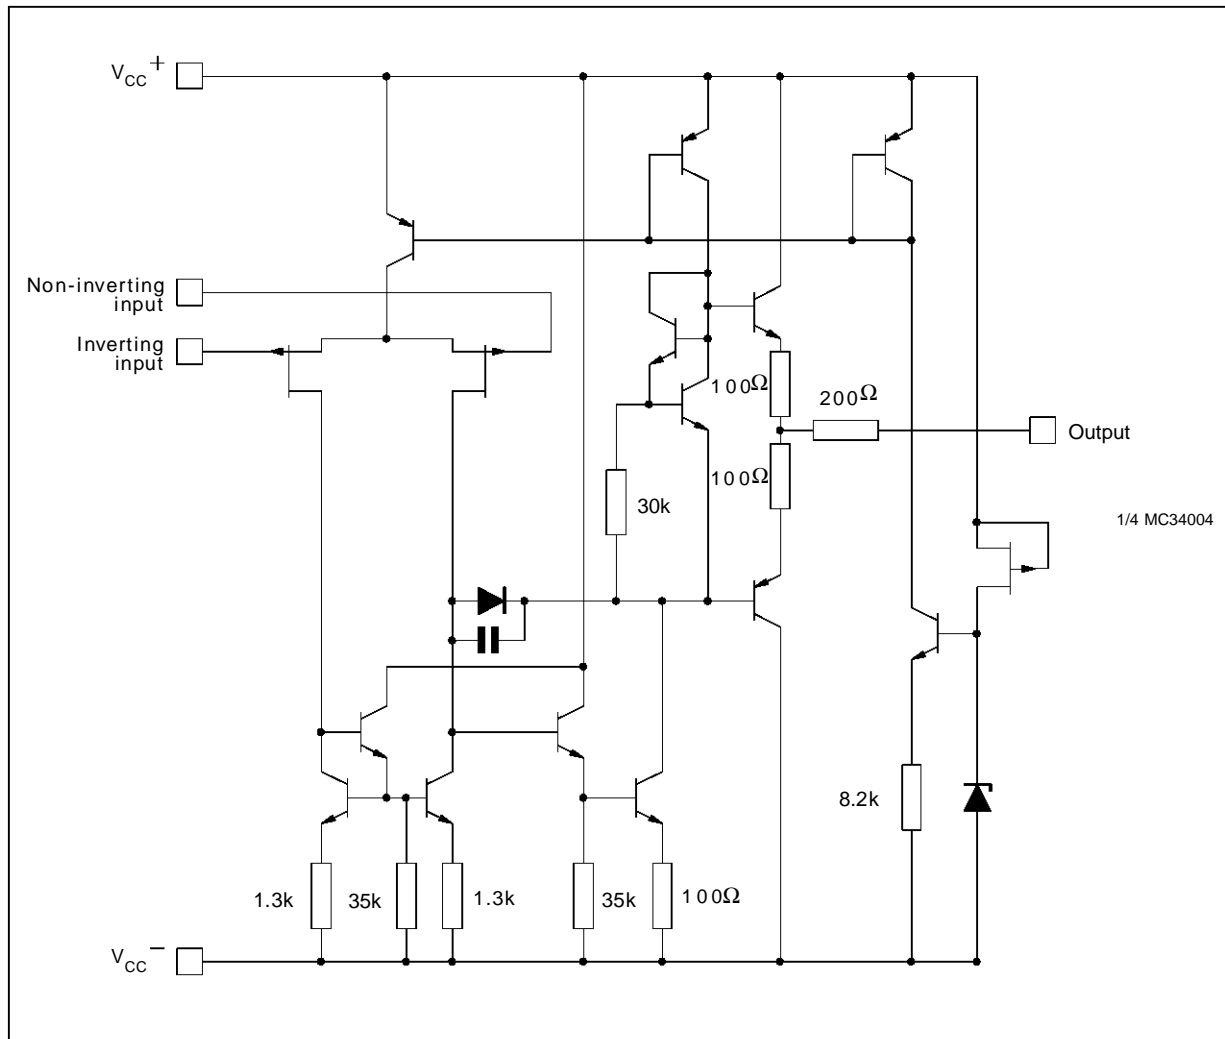 VCC+
Non-inverting
input
Inverting
input
100Ω
200Ω
Output
100Ω
30k
1/4 MC34004
8.2k
1.3k
35k
1.3k
35k
100Ω
VCC−